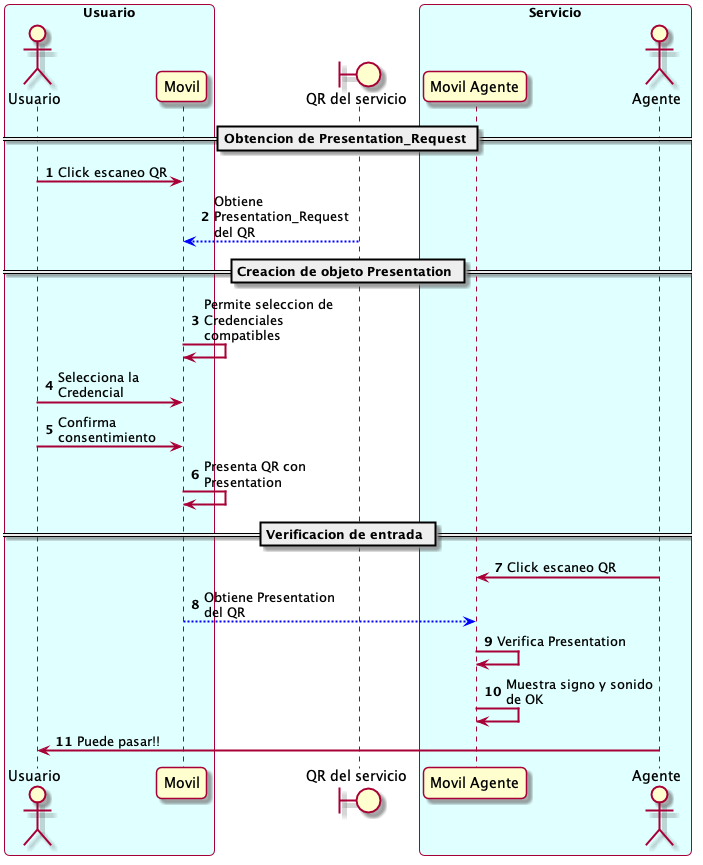 Usuario
Servicio
Usuario
Movil
QR del servicio
Movil Agente
Agente
Obtencion de Presentation_Request
1 Click escaneo QR
Obtiene
2 Presentation_Request
del QR
Creacion de objeto Presentation
Permite seleccion de
3 Credenciales
compatibles
Selecciona la
4
Credencial
Confirma
5
consentimiento
Presenta QR con
6
Presentation
Verificacion de entrada
7 Click escaneo QR
Obtiene Presentation
8
del QR
9 Verifica Presentation
Muestra signo y sonido
10
de OK
11 Puede pasar!!
Usuario
Movil
QR del servicio
Movil Agente
Agente